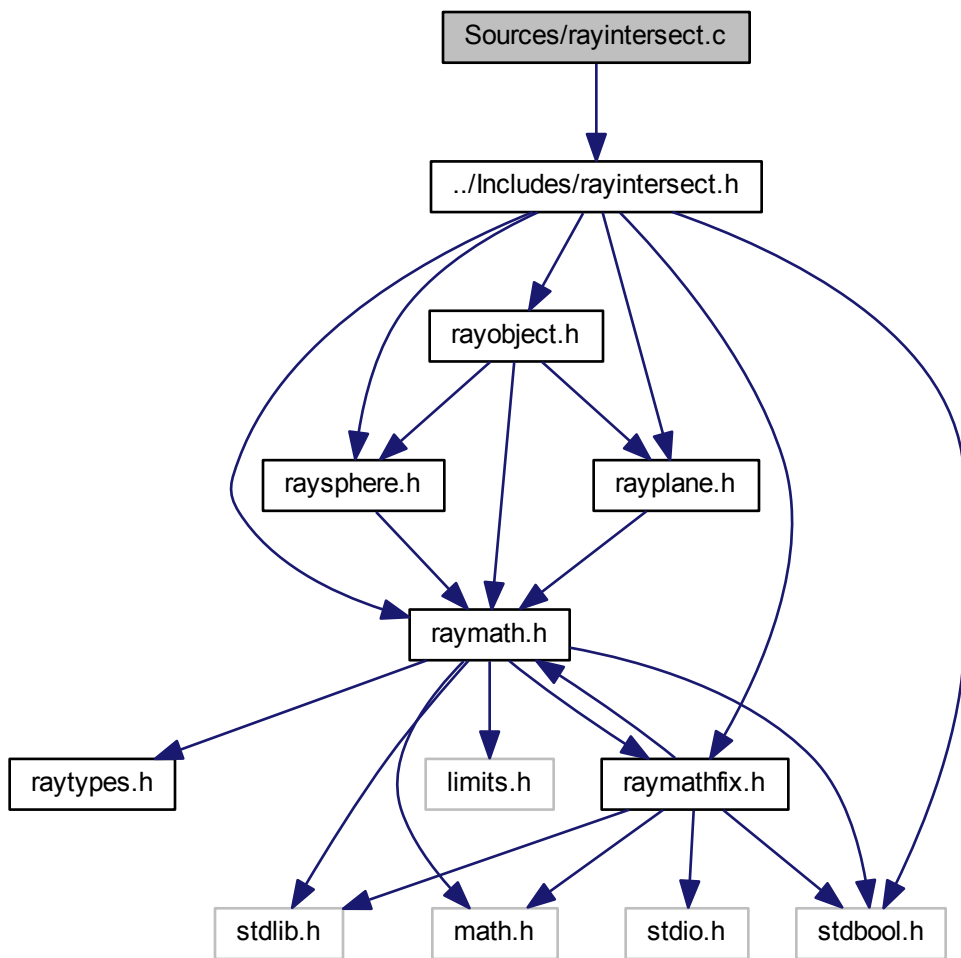 Sources/rayintersect.c
../Includes/rayintersect.h
rayobject.h
raysphere.h
rayplane.h
raymath.h
raytypes.h
limits.h
raymathfix.h
stdlib.h
math.h
stdio.h
stdbool.h